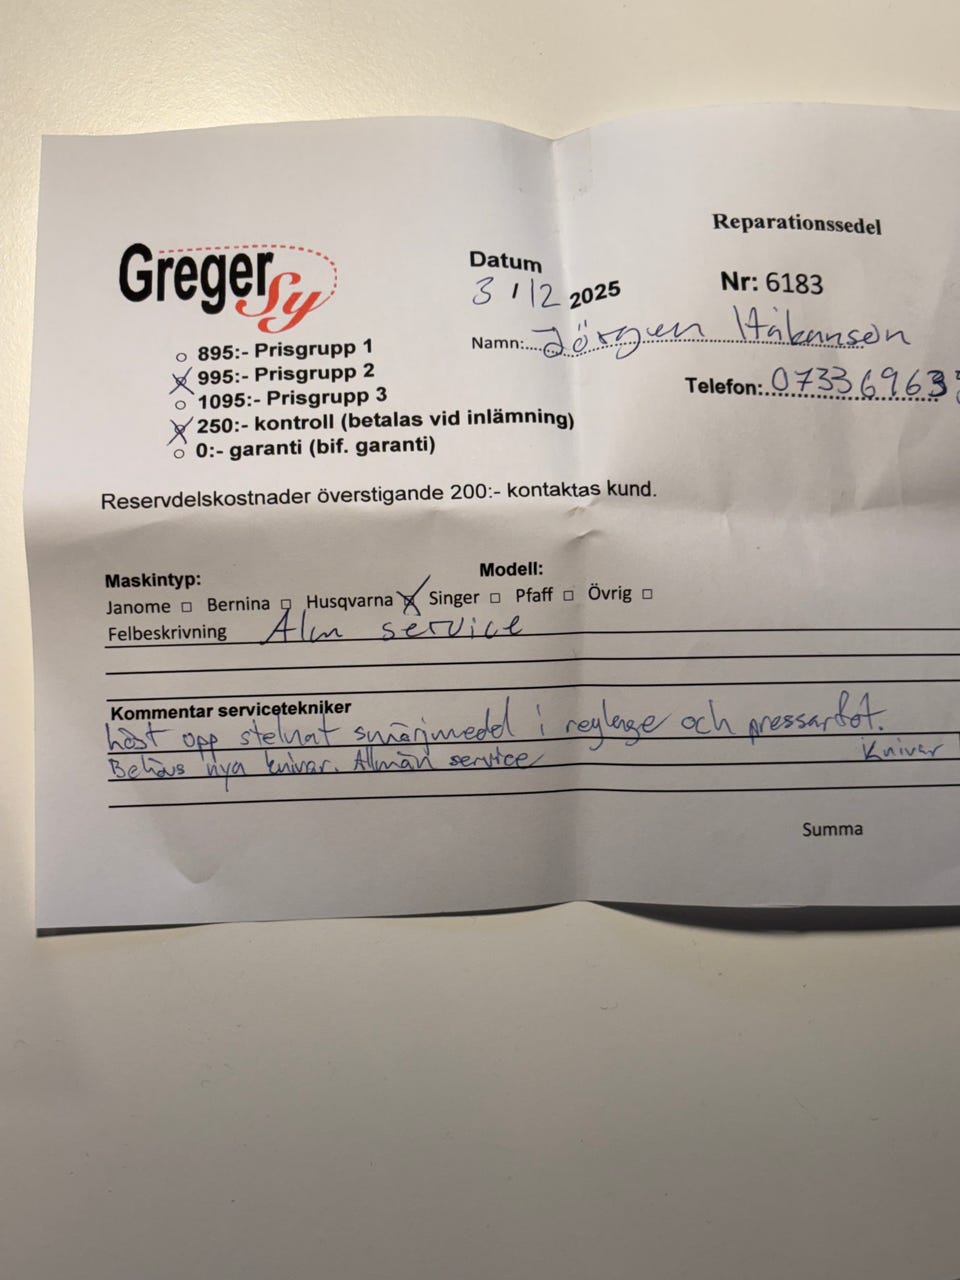 Reparationssedel
GregerSy
Datum
3 / 12 2025
Nr: 6183
Namn: Jörgen Håkanson
895:- Prisgrupp 1
995:- Prisgrupp 2
1095:- Prisgrupp 3
250:- kontroll (betalas vid inlämning)
0:- garanti (bif. garanti)
Telefon: 07336963
Reservdelskostnader överstigande 200:- kontaktas kund.
Maskintyp: Modell:
Janome Bernina Husqvarna Singer Pfaff Övrig
Felbeskrivning Alm service
Kommentar servicetekniker
löst opp stelnat smörjmedel i reglage och pressarfot.
Behövs nya knivar. Allmän service Knivar
Summa